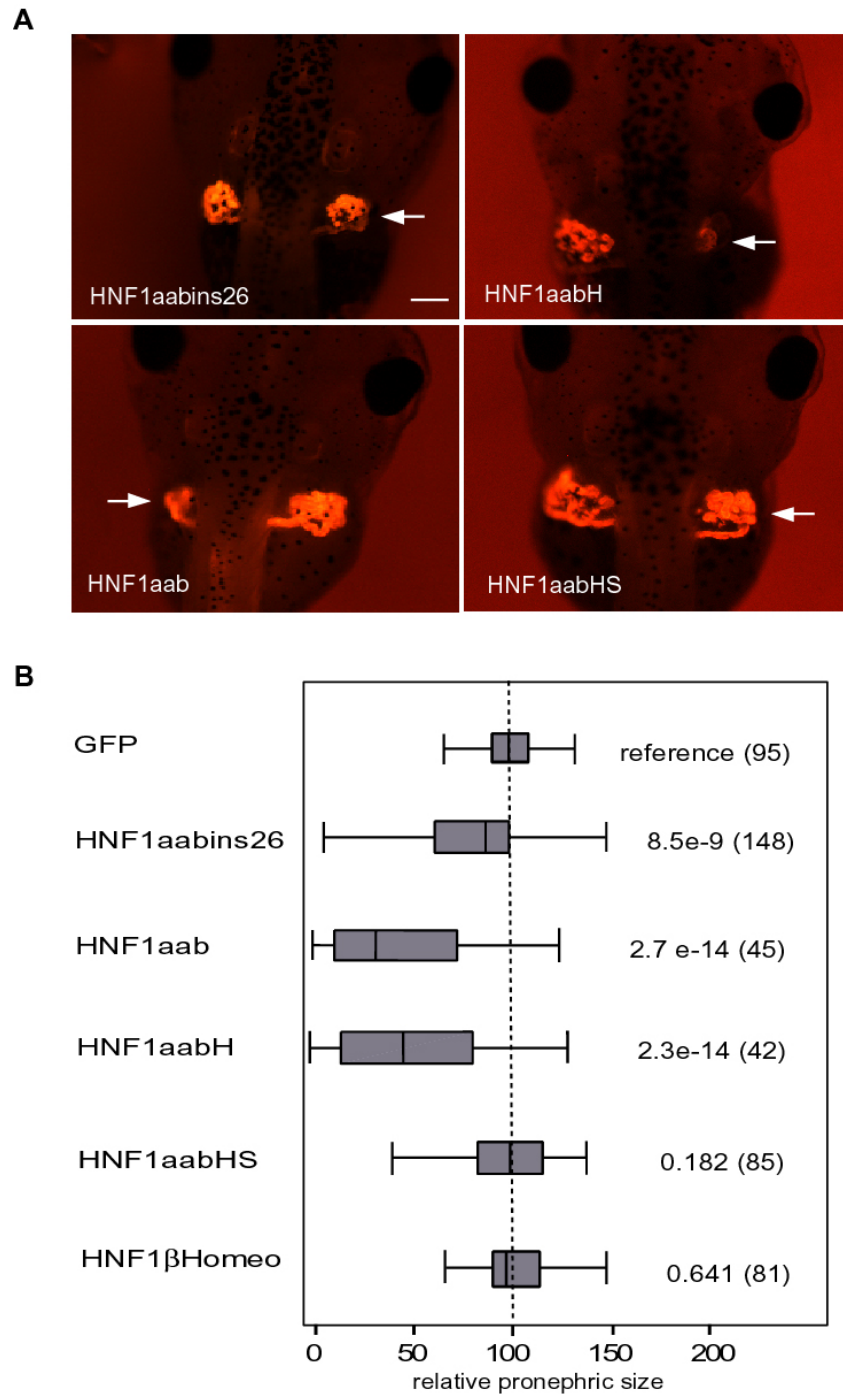 A
HNF1aabins26
HNF1aabH
HNF1aab
HNF1aabHS
B
GFP reference (95)
HNF1aabins26 8.5e-9 (148)
HNF1aab 2.7 e-14 (45)
HNF1aabH 2.3e-14 (42)
HNF1aabHS 0.182 (85)
HNF1βHomeo 0.641 (81)
0 50 100 150 200
relative pronephric size